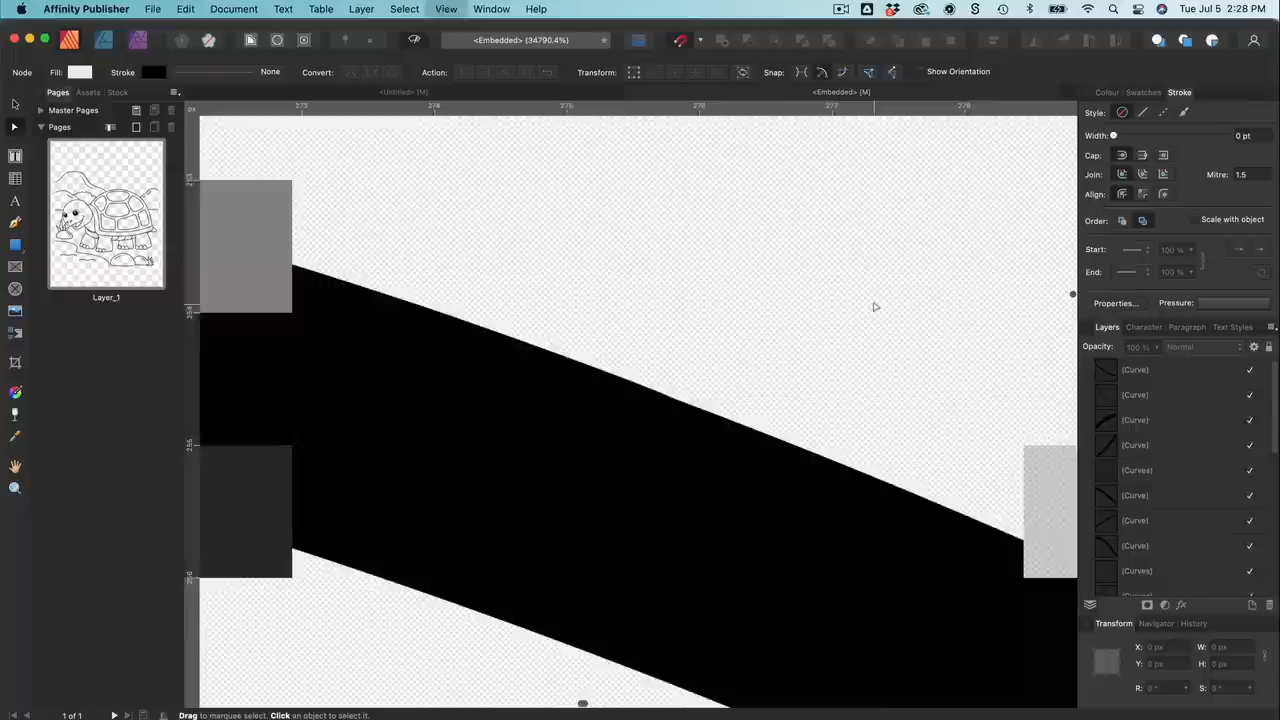 Affinity Publisher File Edit Document Text Table Layer Select View Window Help Tue Jul 5 2:28 PM
<Embedded> (34790.4%)
Node Fill: Stroke None Convert: Action: Transform: Snap: Show Orientation
Pages Assets Stock <Untitled> [M] <Embedded> [M] Colour Swatches Stroke
px 273 274 275 276 277 278
Master Pages
Style:
Pages
Width: 0 pt
Cap:
Join: Mitre: 1.5
253
Align:
Order: Scale with object
Start: 100 %
End: 100 %
Layer_1
Properties... Pressure:
254
Layers Character Paragraph Text Styles
Opacity: 100 % Normal
(Curve)
(Curve)
(Curve)
(Curve)
255
(Curves)
(Curve)
(Curve)
(Curve)
(Curves)
256
Transform Navigator History
X: 0 px W: 0 px
Y: 0 px H: 0 px
R: 0 ° S: 0 °
1 of 1 Drag to marquee select. Click an object to select it.